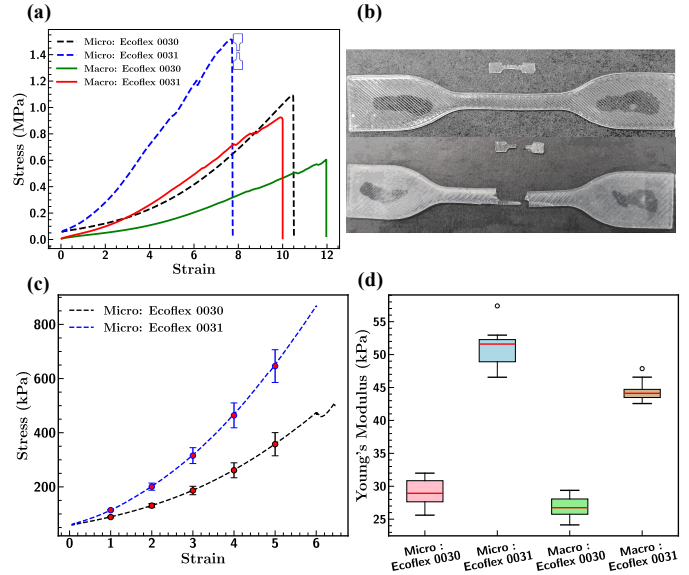 (a)
1.4
1.2
1.0
0.8
0.6
0.4
0.2
0.0
Stress (MPa)
Micro: Ecoflex 0030
Micro: Ecoflex 0031
Macro: Ecoflex 0030
Macro: Ecoflex 0031
0 2 4 6 8 10 12
Strain
(b)
(c)
800
600
400
200
Stress (kPa)
Micro: Ecoflex 0030
Micro: Ecoflex 0031
0 1 2 3 4 5 6
Strain
(d)
55
50
45
40
35
30
25
Young's Modulus (kPa)
Micro :
Ecoflex 0030
Micro :
Ecoflex 0031
Macro :
Ecoflex 0030
Macro :
Ecoflex 0031